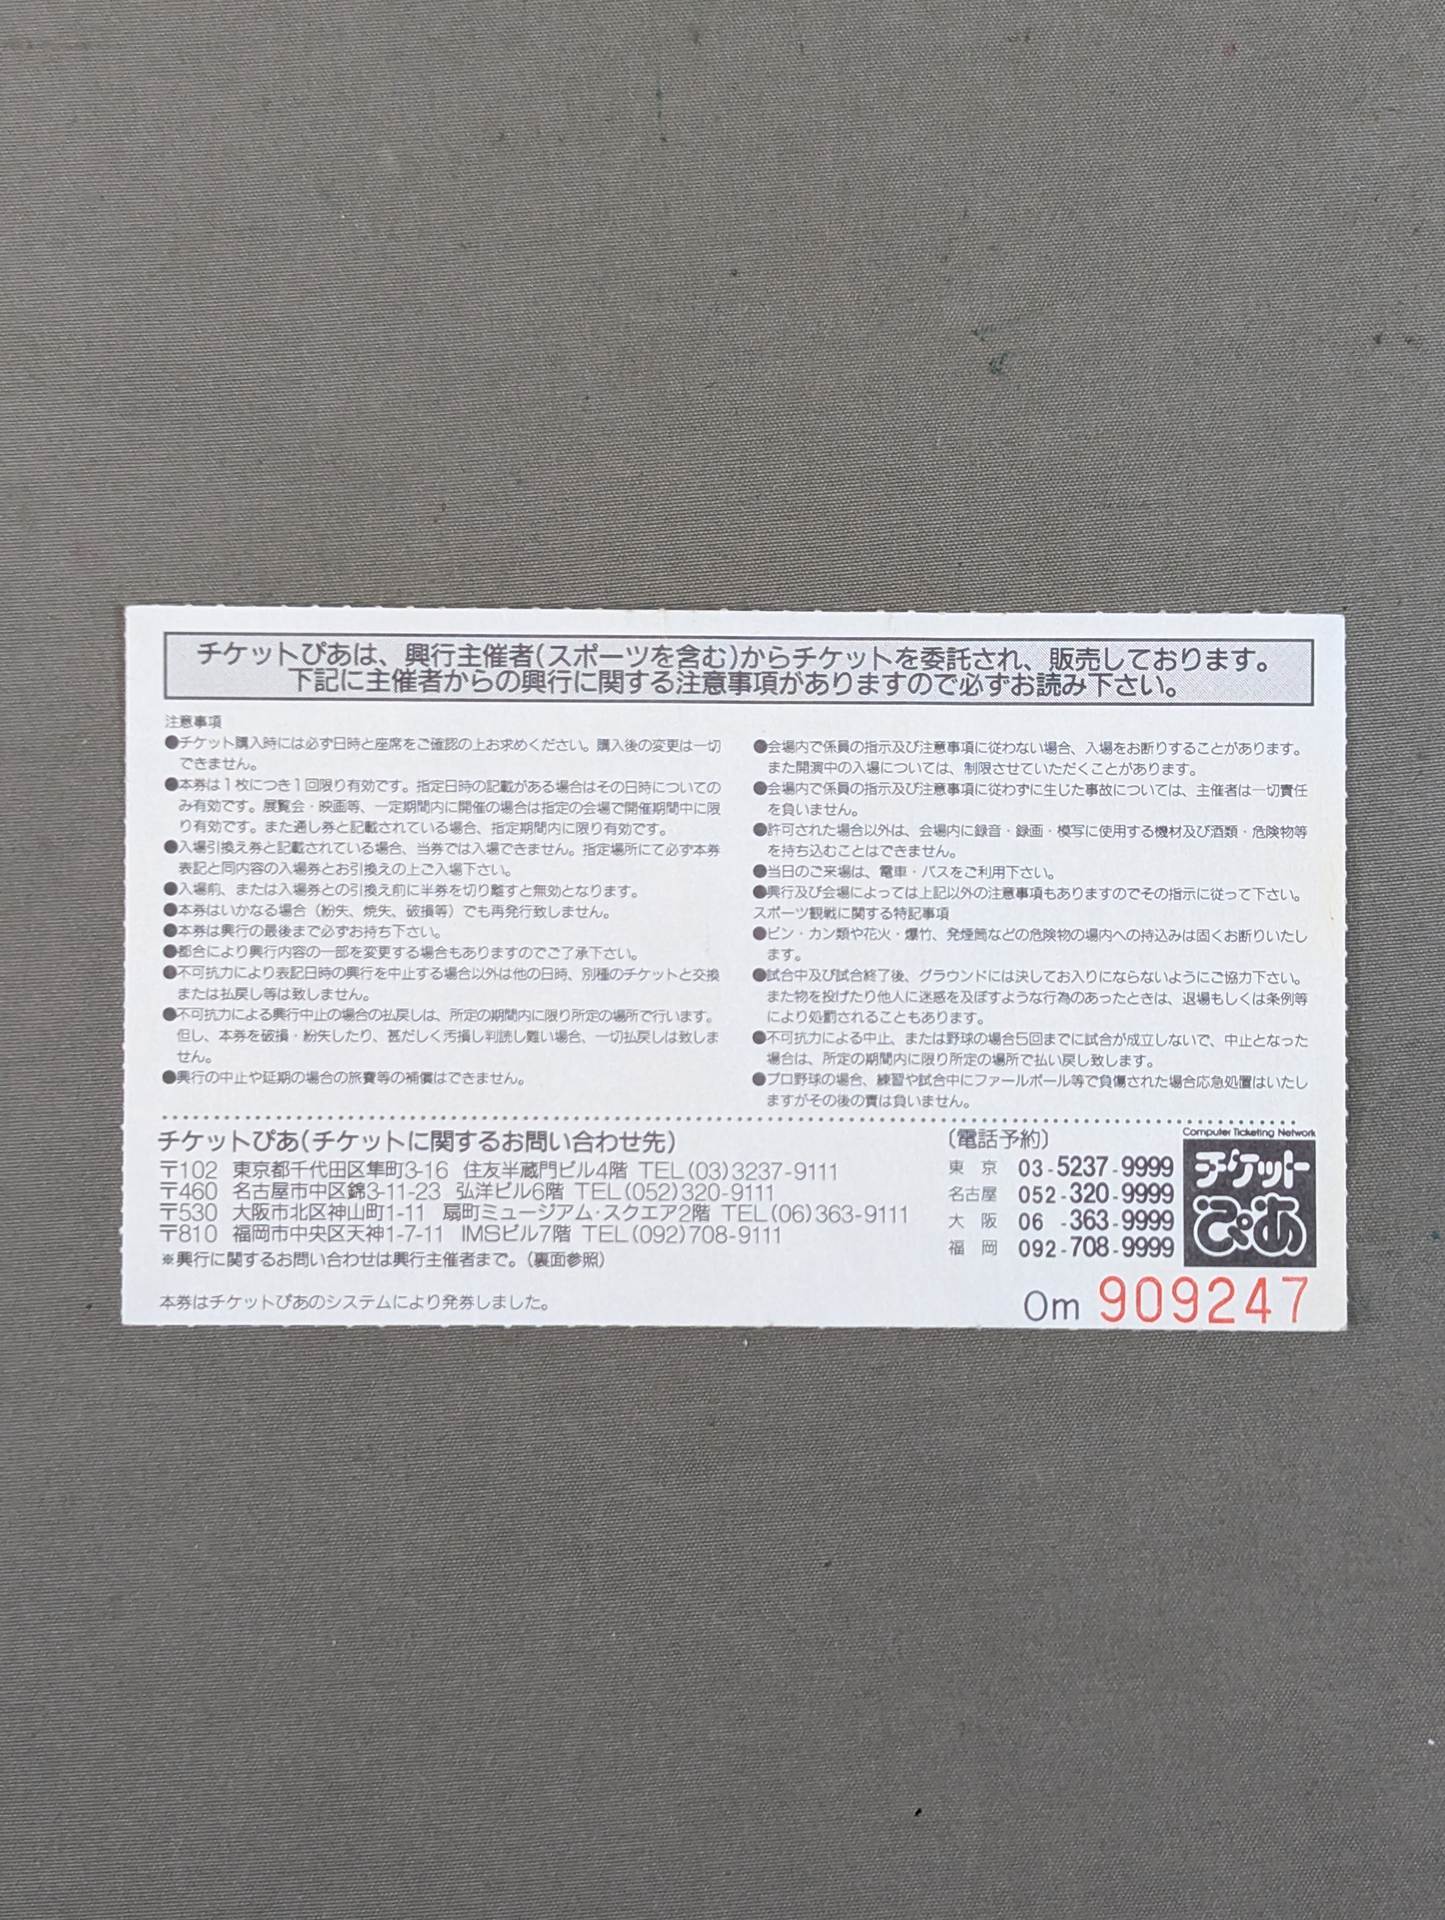 チケットぴあは、興行主催者(スポーツを含む)からチケットを委託され、販売しております。
下記に主催者からの興行に関する注意事項がありますので必ずお読み下さい。
注意事項
●チケット購入時には必ず日時と座席をご確認の上お求めください。購入後の変更は一切
できません。
●本券は1枚につき1回限り有効です。指定日時の記載がある場合はその日時についての
み有効です。展覧会・映画等、一定期間内に開催の場合は指定の会場で開催期間中に限
り有効です。また通し券と記載されている場合、指定期間内に限り有効です。
●入場引換え券と記載されている場合、当券では入場できません。指定場所にて必ず本券
表記と同内容の入場券とお引換えの上ご入場下さい。
●入場前、または入場券との引換え前に半券を切り離すと無効となります。
●本券はいかなる場合(紛失、焼失、破損等)でも再発行致しません。
●本券は興行の最後まで必ずお持ち下さい。
●都合により興行内容の一部を変更する場合もありますのでご了承下さい。
●不可抗力により表記日時の興行を中止する場合以外は他の日時、別種のチケットと交換
または払戻し等は致しません。
●不可抗力による興行中止の場合の払戻しは、所定の期間内に限り所定の場所で行います。
但し、本券を破損・紛失したり、甚だしく汚損し判読し難い場合、一切払戻しは致しま
せん。
●興行の中止や延期の場合の旅費等の補償はできません。
●会場内で係員の指示及び注意事項に従わない場合、入場をお断りすることがあります。
また開演中の入場については、制限させていただくことがあります。
●会場内で係員の指示及び注意事項に従わずに生じた事故については、主催者は一切責任
を負いません。
●許可された場合以外は、会場内に録音・録画・模写に使用する機材及び酒類・危険物等
を持ち込むことはできません。
●当日のご来場は、電車・バスをご利用下さい。
●興行及び会場によっては上記以外の注意事項もありますのでその指示に従って下さい。
スポーツ観戦に関する特記事項
●ビン・カン類や花火・爆竹、発煙筒などの危険物の場内への持込みは固くお断りいたし
ます。
●試合中及び試合終了後、グラウンドには決してお入りにならないようにご協力下さい。
また物を投げたり他人に迷惑を及ぼすような行為のあったときは、退場もしくは条例等
により処罰されることもあります。
●不可抗力による中止、または野球の場合5回までに試合が成立しないで、中止となった
場合は、所定の期間内に限り所定の場所で払い戻し致します。
●プロ野球の場合、練習や試合中にファールボール等で負傷された場合応急処置はいたし
ますがその後の責は負いません。
チケットぴあ(チケットに関するお問い合わせ先)
〒102 東京都千代田区隼町3-16 住友半蔵門ビル4階 TEL(03)3237-9111
〒460 名古屋市中区錦3-11-23 弘洋ビル6階 TEL(052)320-9111
〒530 大阪市北区神山町1-11 扇町ミュージアム・スクエア2階 TEL(06)363-9111
〒810 福岡市中央区天神1-7-11 IMSビル7階 TEL(092)708-9111
※興行に関するお問い合わせは興行主催者まで。(裏面参照)
本券はチケットぴあのシステムにより発券しました。
〔電話予約〕
東京 03-5237-9999
名古屋 052-320-9999
大阪 06-363-9999
福岡 092-708-9999
Computer Ticketing Network
チケット
ぴあ
Om 909247